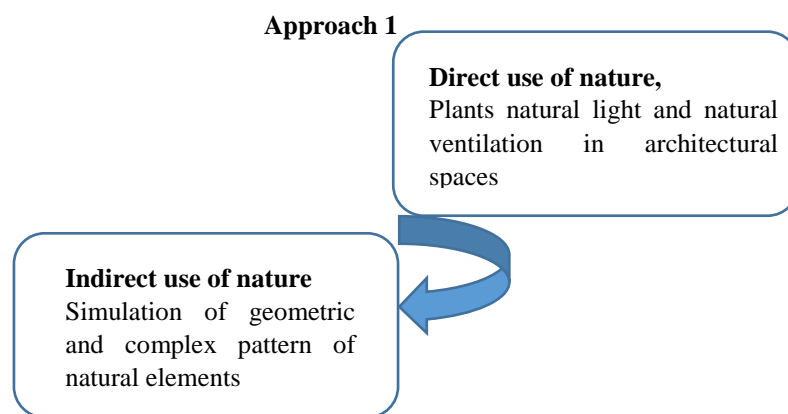 Approach 1
Direct use of nature,
Plants natural light and natural
ventilation in architectural
spaces
Indirect use of nature
Simulation of geometric
and complex pattern of
natural elements